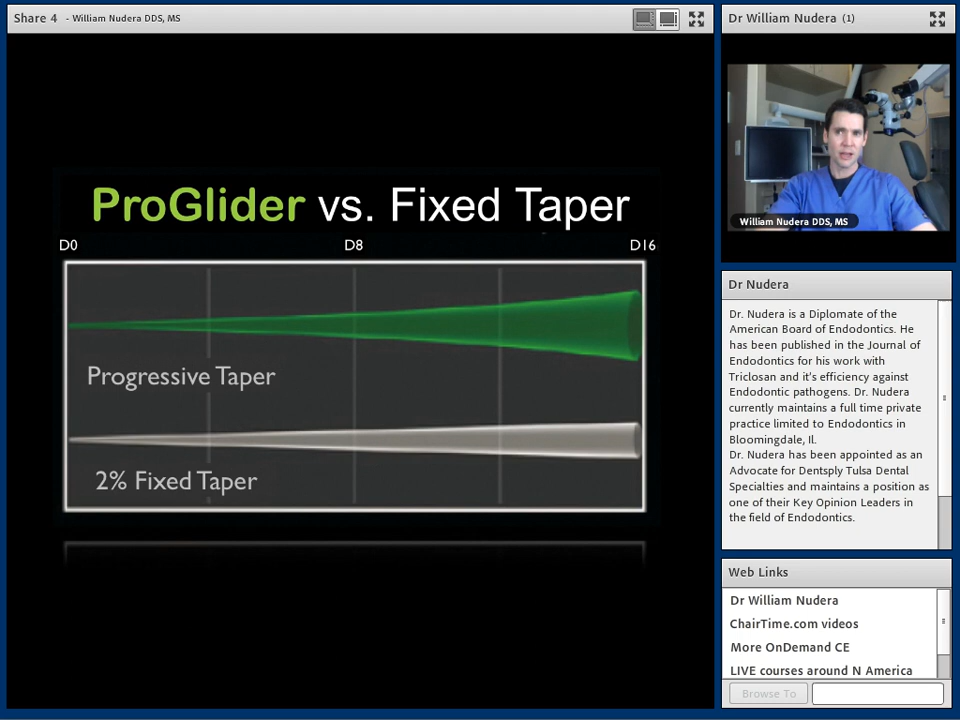 Share 4 - William Nudera DDS, MS
ProGlider vs. Fixed Taper
D0 D8 D16
Progressive Taper
2% Fixed Taper
Dr William Nudera (1)
William Nudera DDS, MS
Dr Nudera
Dr. Nudera is a Diplomate of the
American Board of Endodontics. He
has been published in the Journal of
Endodontics for his work with
Triclosan and it's efficiency against
Endodontic pathogens. Dr. Nudera
currently maintains a full time private
practice limited to Endodontics in
Bloomingdale, Il.
Dr. Nudera has been appointed as an
Advocate for Dentsply Tulsa Dental
Specialties and maintains a position as
one of their Key Opinion Leaders in
the field of Endodontics.
Web Links
Dr William Nudera
ChairTime.com videos
More OnDemand CE
LIVE courses around N America
Browse To